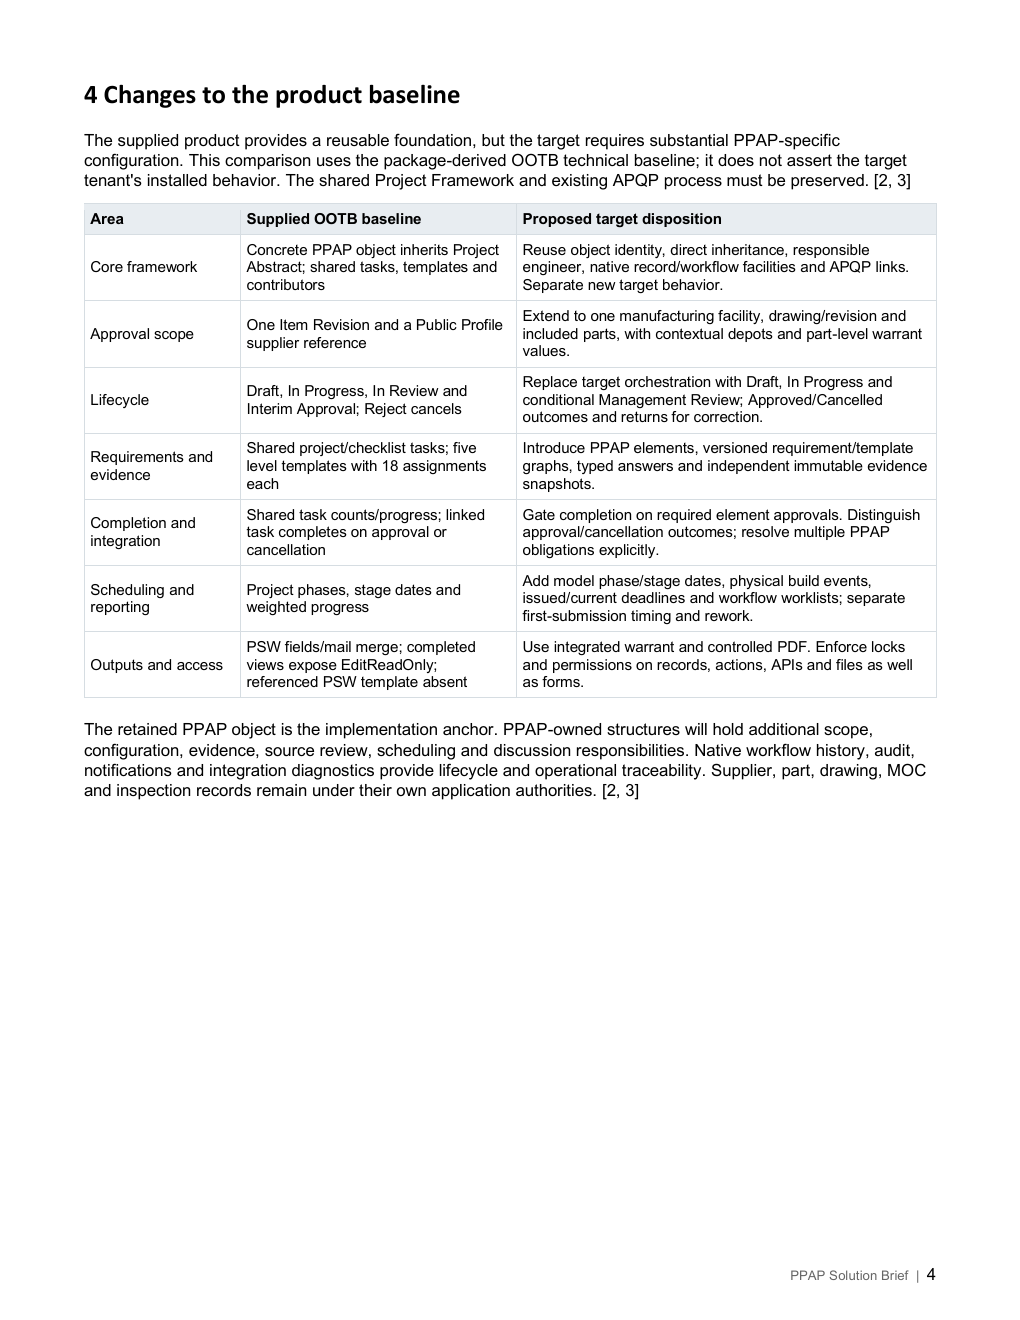 4 Changes to the product baseline
The supplied product provides a reusable foundation, but the target requires substantial PPAP-specific
configuration. This comparison uses the package-derived OOTB technical baseline; it does not assert the target
tenant's installed behavior. The shared Project Framework and existing APQP process must be preserved. [2, 3]
Area
Supplied OOTB baseline
Proposed target disposition
Core framework
Concrete PPAP object inherits Project
Abstract; shared tasks, templates and
contributors
Reuse object identity, direct inheritance, responsible
engineer, native record/workflow facilities and APQP links.
Separate new target behavior.
Approval scope
One Item Revision and a Public Profile
supplier reference
Extend to one manufacturing facility, drawing/revision and
included parts, with contextual depots and part-level warrant
values.
Lifecycle
Draft, In Progress, In Review and
Interim Approval; Reject cancels
Replace target orchestration with Draft, In Progress and
conditional Management Review; Approved/Cancelled
outcomes and returns for correction.
Requirements and
evidence
Shared project/checklist tasks; five
level templates with 18 assignments
each
Introduce PPAP elements, versioned requirement/template
graphs, typed answers and independent immutable evidence
snapshots.
Completion and
integration
Shared task counts/progress; linked
task completes on approval or
cancellation
Gate completion on required element approvals. Distinguish
approval/cancellation outcomes; resolve multiple PPAP
obligations explicitly.
Scheduling and
reporting
Project phases, stage dates and
weighted progress
Add model phase/stage dates, physical build events,
issued/current deadlines and workflow worklists; separate
first-submission timing and rework.
Outputs and access
PSW fields/mail merge; completed
views expose EditReadOnly;
referenced PSW template absent
Use integrated warrant and controlled PDF. Enforce locks
and permissions on records, actions, APIs and files as well
as forms.
The retained PPAP object is the implementation anchor. PPAP-owned structures will hold additional scope,
configuration, evidence, source review, scheduling and discussion responsibilities. Native workflow history, audit,
notifications and integration diagnostics provide lifecycle and operational traceability. Supplier, part, drawing, MOC
and inspection records remain under their own application authorities. [2, 3]
PPAP Solution Brief | 4